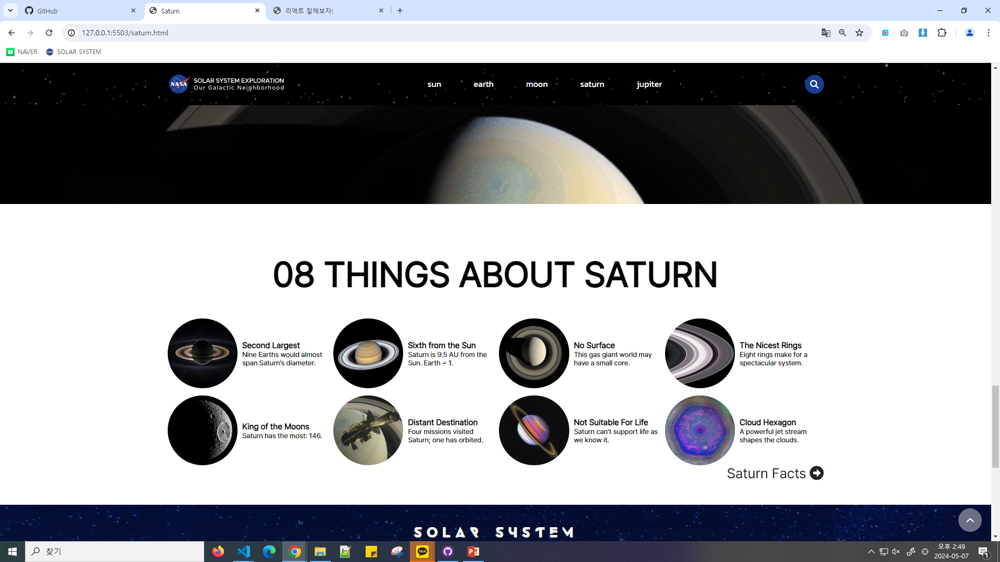 GitHub
Saturn
리액트 잘해보자!
127.0.0.1:5503/saturn.html
NAVER
SOLAR SYSTEM
NASA
SOLAR SYSTEM EXPLORATION
Our Galactic Neighborhood
sun
earth
moon
saturn
jupiter
08 THINGS ABOUT SATURN
Second Largest
Nine Earths would almost
span Saturn’s diameter.
Sixth from the Sun
Saturn is 9.5 AU from the
Sun. Earth = 1.
No Surface
This gas giant world may
have a small core.
The Nicest Rings
Eight rings make for a
spectacular system.
King of the Moons
Saturn has the most: 146.
Distant Destination
Four missions visited
Saturn; one has orbited.
Not Suitable For Life
Saturn can't support life as
we know it.
Cloud Hexagon
A powerful jet stream
shapes the clouds.
Saturn Facts
SOLAR SYSTEM
찾기
TALK
오후 2:49
2024-05-07
1